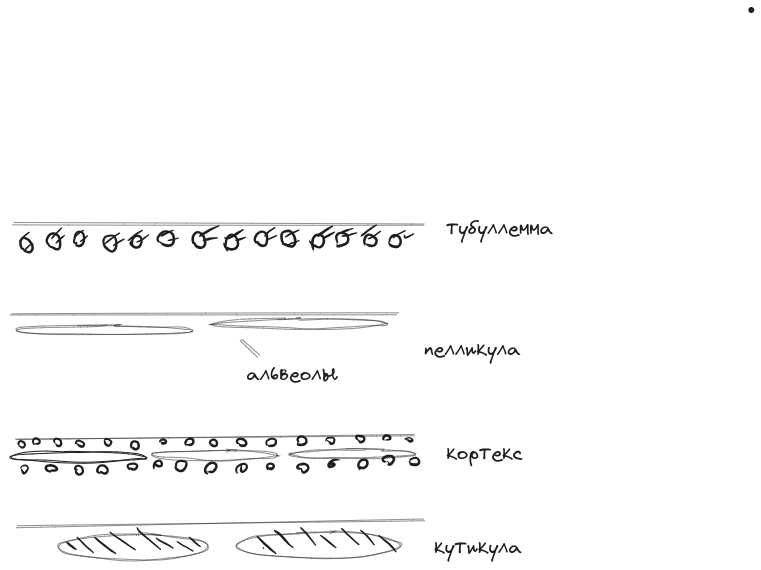 тубуллемма
пелликула
альвеолы
кортекс
кутикула